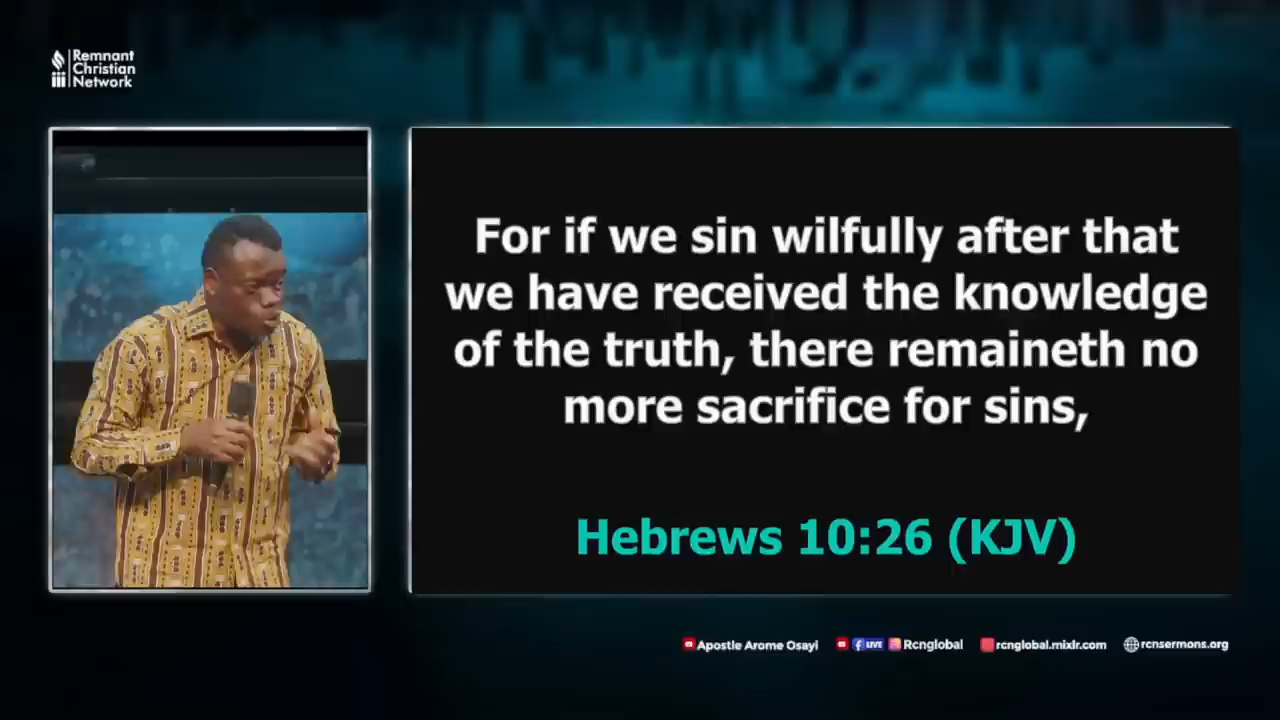 Remnant
Christian
Network
For if we sin wilfully after that
we have received the knowledge
of the truth, there remaineth no
more sacrifice for sins,
Hebrews 10:26 (KJV)
Apostle Arome Osayi
LIVE Rcnglobal
rcnglobal.mixlr.com
rcnsermons.org